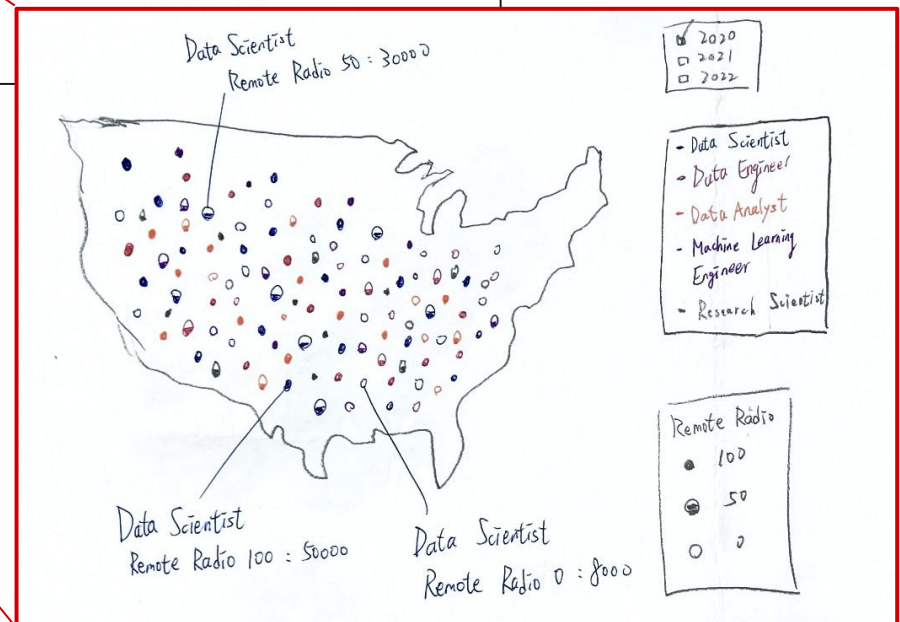 Data Scientist
Remote Radio 50 : 30000
2020
2021
2022
- Data Scientist
- Data Engineer
- Data Analyst
- Machine Learning
Engineer
- Research Scientist
Remote Radio
100
50
0
Data Scientist
Remote Radio 100 : 50000
Data Scientist
Remote Radio 0 : 8000